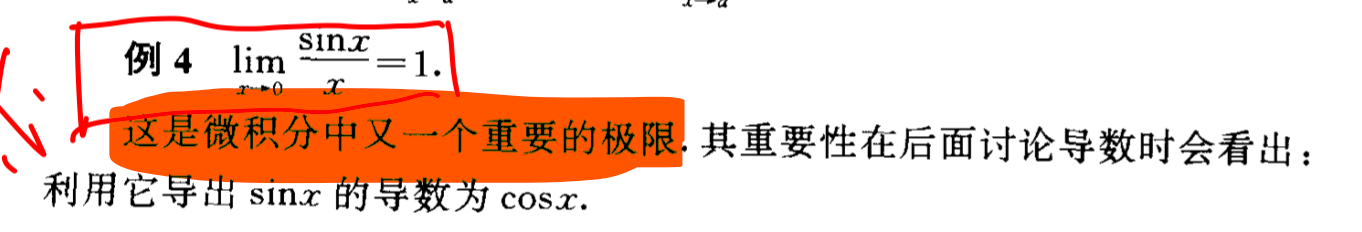 例 4 lim_{x→0} sinx/x = 1.
这是微积分中又一个重要的极限. 其重要性在后面讨论导数时会看出：
利用它导出 sinx 的导数为 cosx.